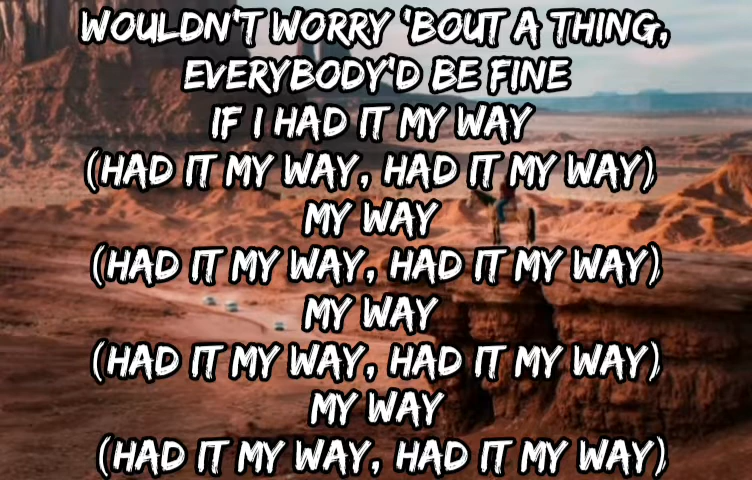 WOULDN'T WORRY 'BOUT A THING,
EVERYBODY'D BE FINE
IF I HAD IT MY WAY
(HAD IT MY WAY, HAD IT MY WAY)
MY WAY
(HAD IT MY WAY, HAD IT MY WAY)
MY WAY
(HAD IT MY WAY, HAD IT MY WAY)
MY WAY
(HAD IT MY WAY, HAD IT MY WAY)